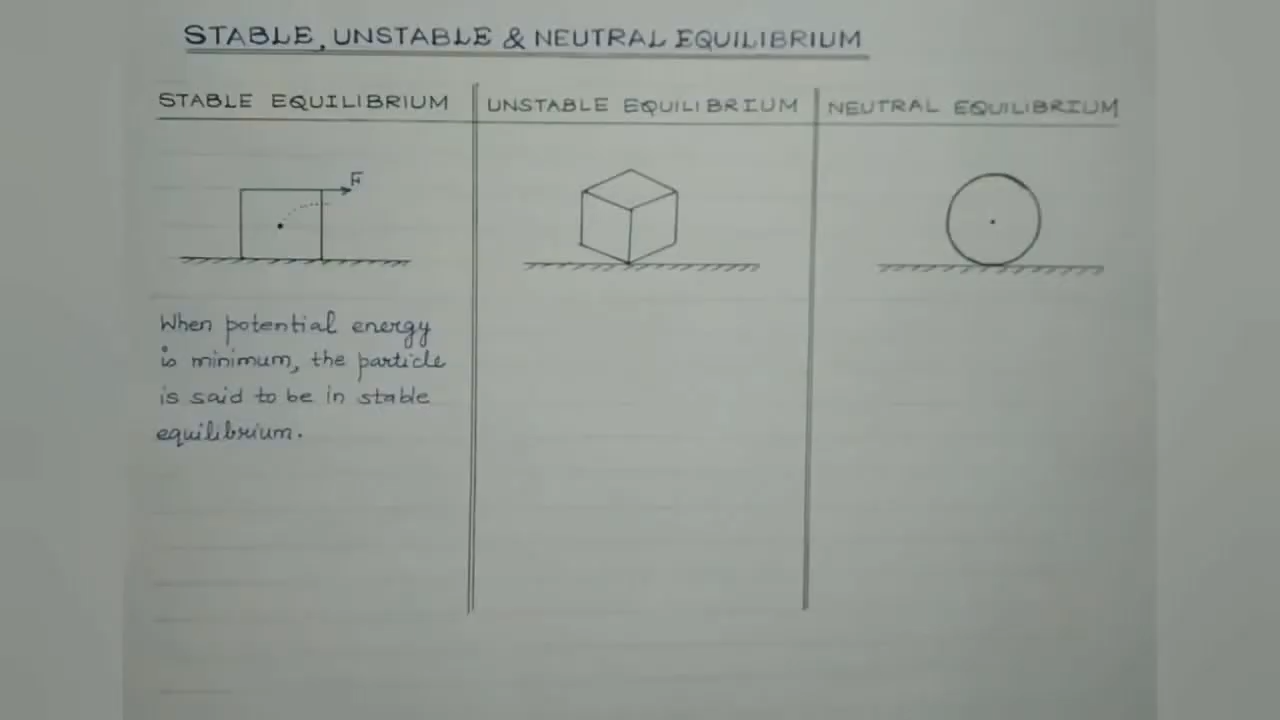 STABLE, UNSTABLE & NEUTRAL EQUILIBRIUM
STABLE EQUILIBRIUM
UNSTABLE EQUILIBRIUM
NEUTRAL EQUILIBRIUM
F
When potential energy
is minimum, the particle
is said to be in stable
equilibrium.